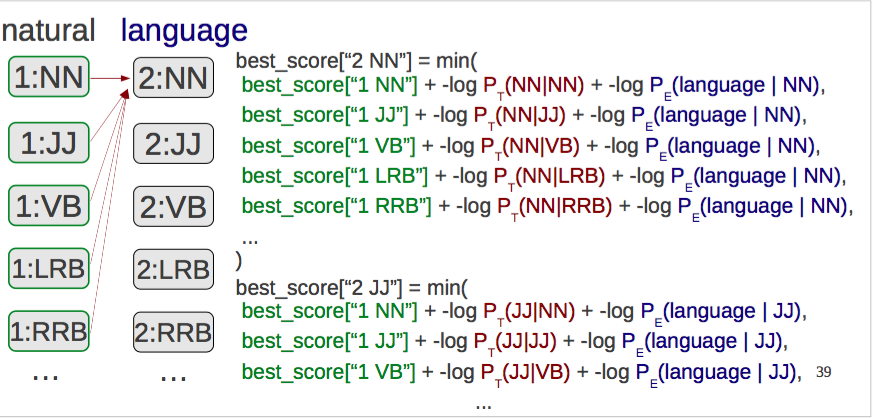 natural language
1:NN 2:NN
1:JJ 2:JJ
1:VB 2:VB
1:LRB 2:LRB
1:RRB 2:RRB
... ...
best_score[“2 NN”] = min(
best_score[“1 NN”] + -log P_T(NN|NN) + -log P_E(language | NN),
best_score[“1 JJ”] + -log P_T(NN|JJ) + -log P_E(language | NN),
best_score[“1 VB”] + -log P_T(NN|VB) + -log P_E(language | NN),
best_score[“1 LRB”] + -log P_T(NN|LRB) + -log P_E(language | NN),
best_score[“1 RRB”] + -log P_T(NN|RRB) + -log P_E(language | NN),
...
)
best_score[“2 JJ”] = min(
best_score[“1 NN”] + -log P_T(JJ|NN) + -log P_E(language | JJ),
best_score[“1 JJ”] + -log P_T(JJ|JJ) + -log P_E(language | JJ),
best_score[“1 VB”] + -log P_T(JJ|VB) + -log P_E(language | JJ),
39
...